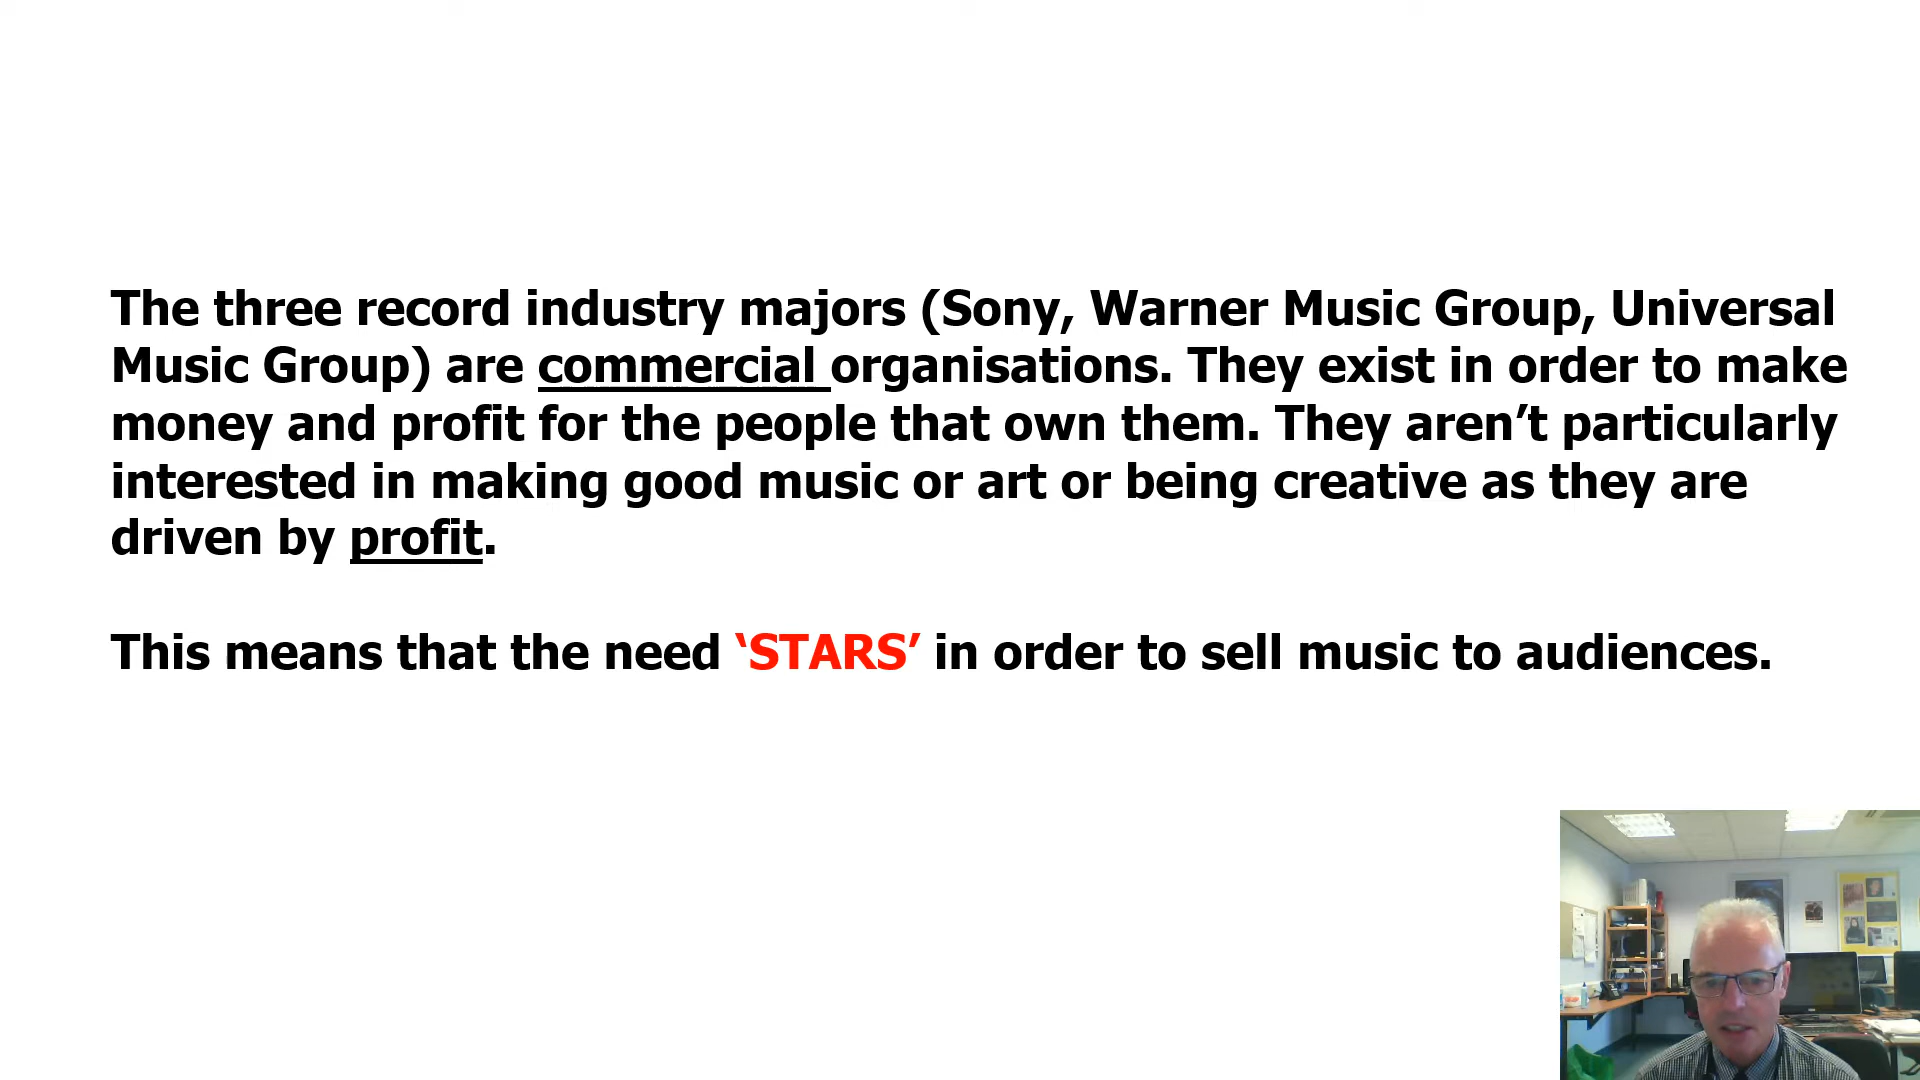 The three record industry majors (Sony, Warner Music Group, Universal
Music Group) are commercial organisations. They exist in order to make
money and profit for the people that own them. They aren’t particularly
interested in making good music or art or being creative as they are
driven by profit.
This means that the need ‘STARS’ in order to sell music to audiences.